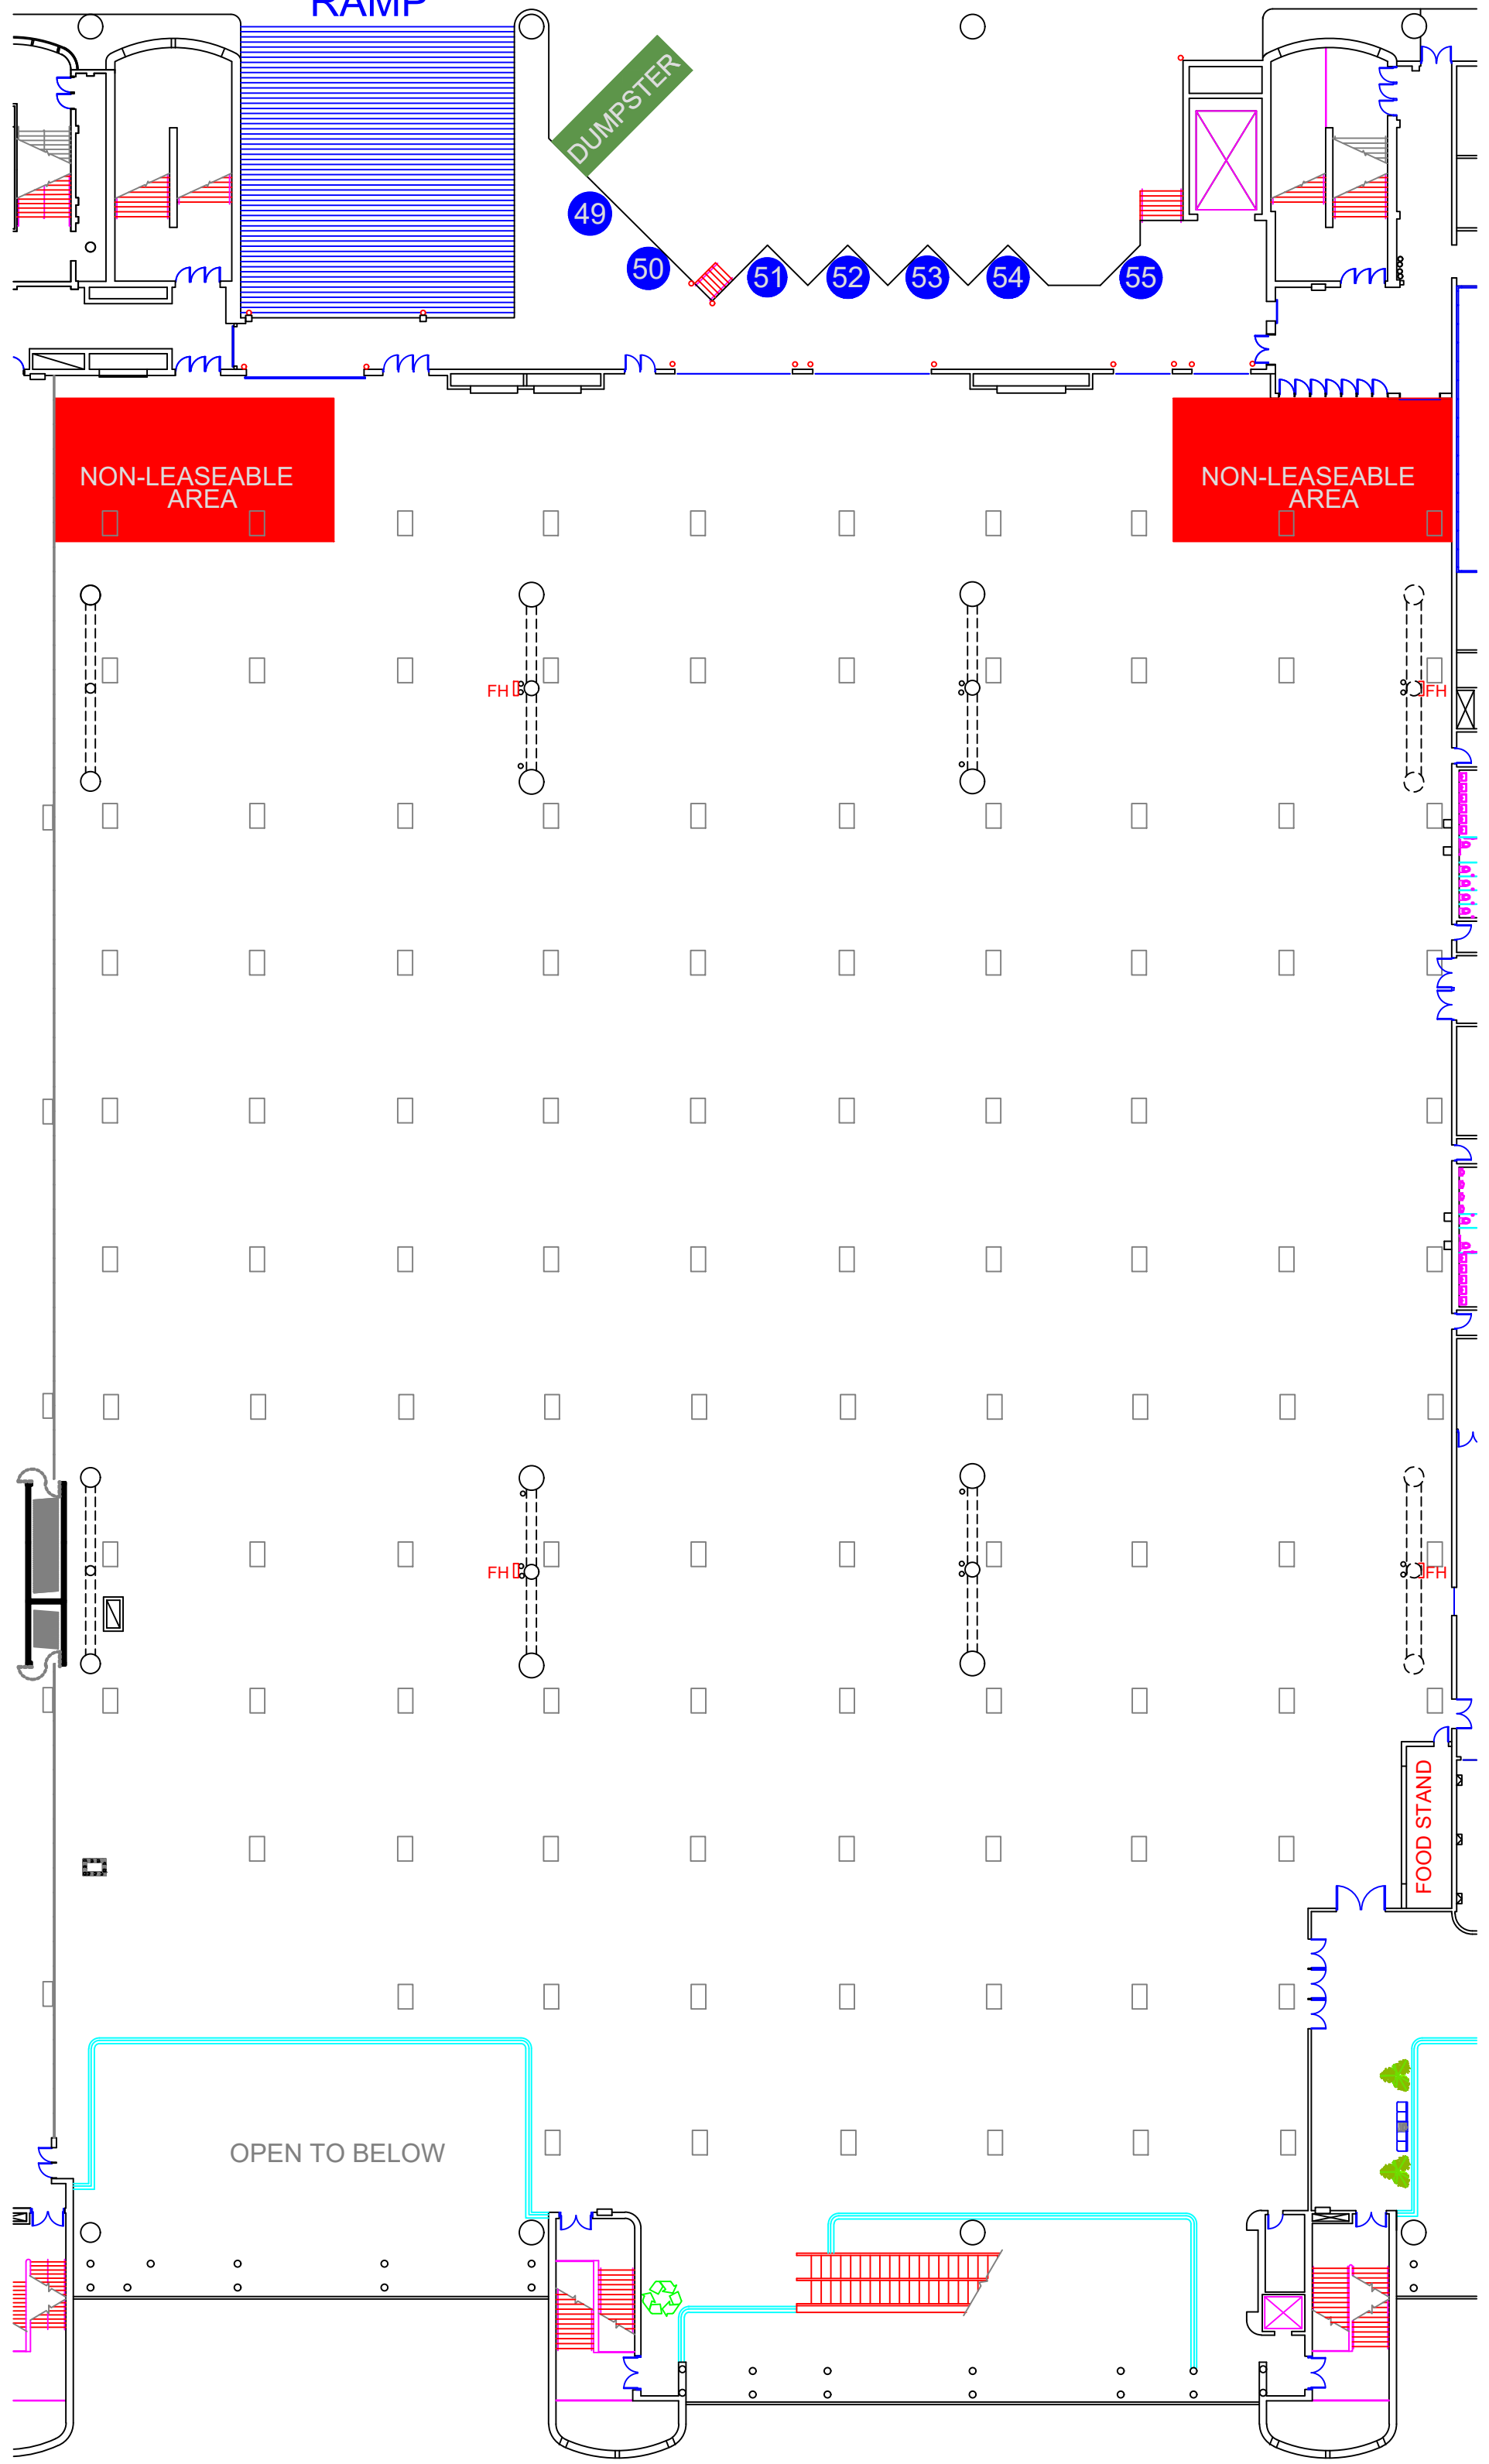 RAMP
DUMPSTER
49
50
51
52
53
54
55
NON-LEASEABLE
AREA
NON-LEASEABLE
AREA
FH
FH
FH
FH
FOOD STAND
OPEN TO BELOW